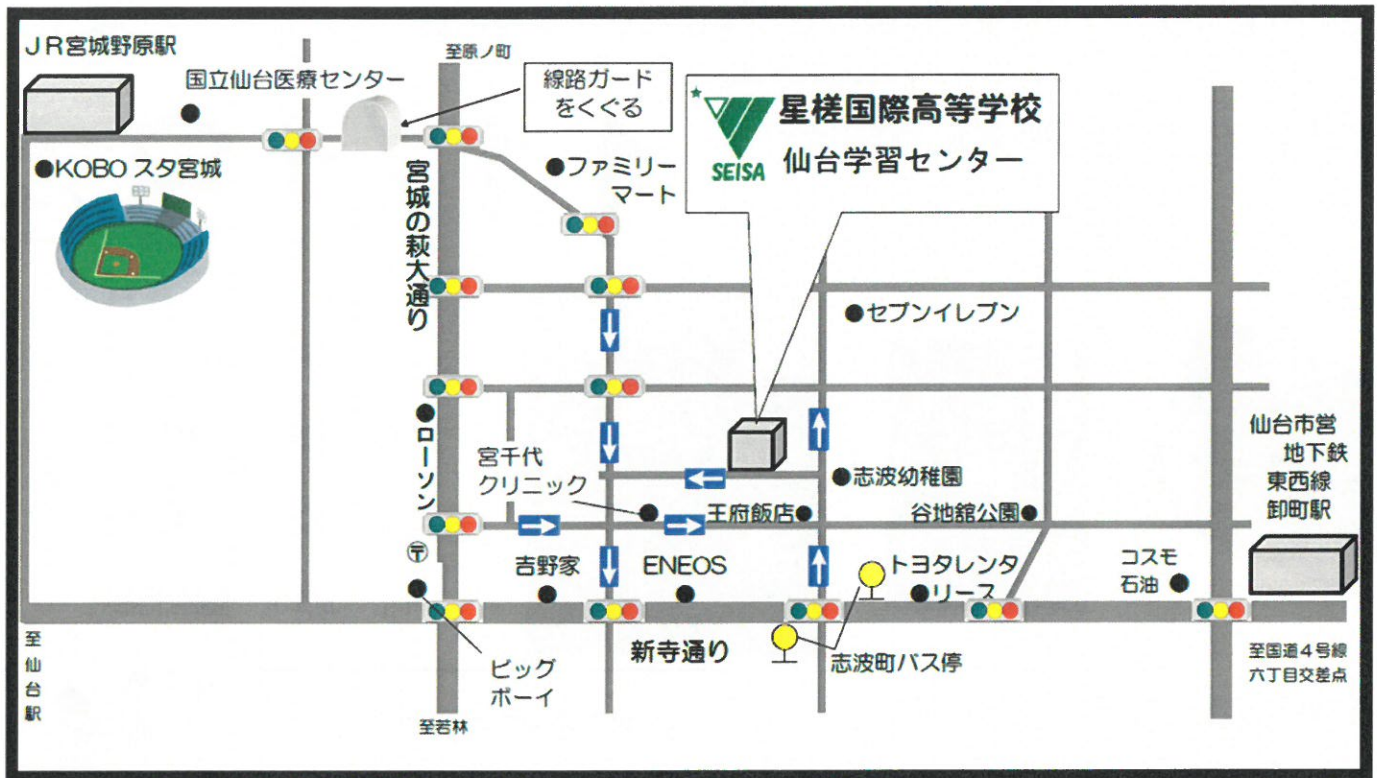 JR宮城野原駅
国立仙台医療センター
至原ノ町
線路ガード
をくぐる
SEISA
星槎国際高等学校
仙台学習センター
●KOBO スタ宮城
宮城の萩大通り
●ファミリー
マート
●セブンイレブン
●ローソン
宮千代
クリニック
王府飯店●
●志波幼稚園
谷地舘公園●
仙台市営
地下鉄
東西線
卸町駅
〒
吉野家
ENEOS
トヨタレンタ
●リース
コスモ
石油●
至仙台駅
ビッグ
ボーイ
新寺通り
志波町バス停
至国道4号線
六丁目交差点
至若林